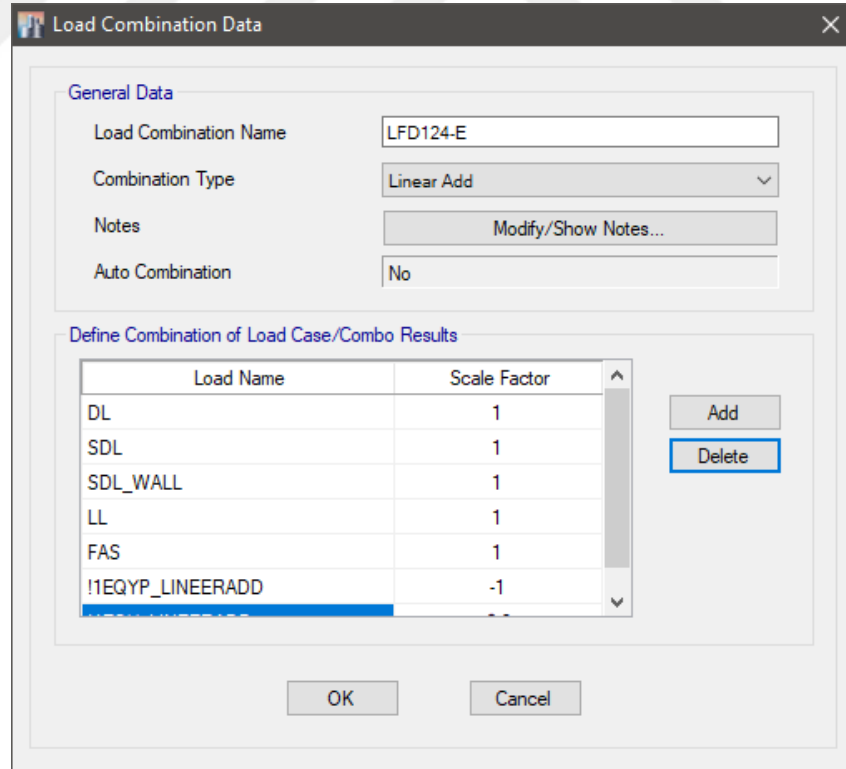 Load Combination Data
General Data
Load Combination Name LFD124-E
Combination Type Linear Add
Notes Modify/Show Notes...
Auto Combination No
Define Combination of Load Case/Combo Results
Load Name Scale Factor
DL 1
SDL 1
SDL_WALL 1
LL 1
FAS 1
!1EQYP_LINEERADD -1
Add
Delete
OK Cancel